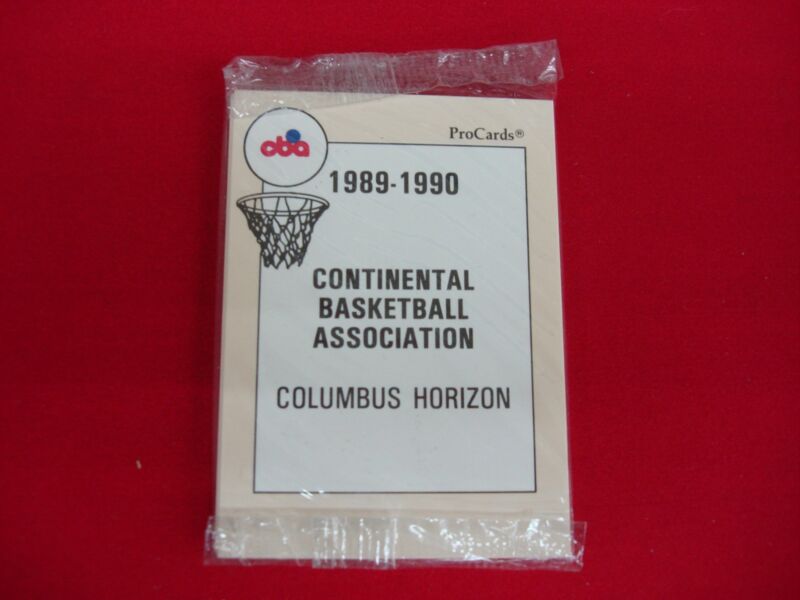 ProCards®
cba
1989-1990
CONTINENTAL
BASKETBALL
ASSOCIATION
COLUMBUS HORIZON